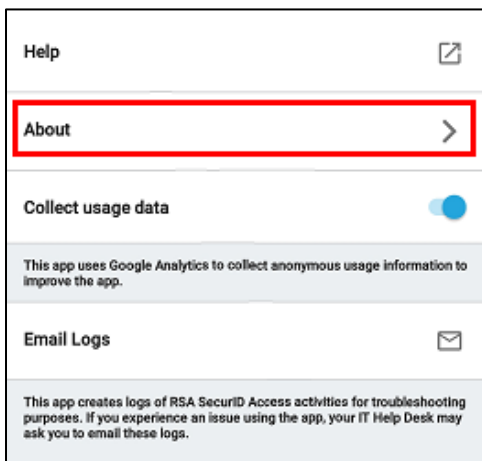 Help
About
Collect usage data
This app uses Google Analytics to collect anonymous usage information to
improve the app.
Email Logs
This app creates logs of RSA SecurID Access activities for troubleshooting
purposes. If you experience an issue using the app, your IT Help Desk may
ask you to email these logs.